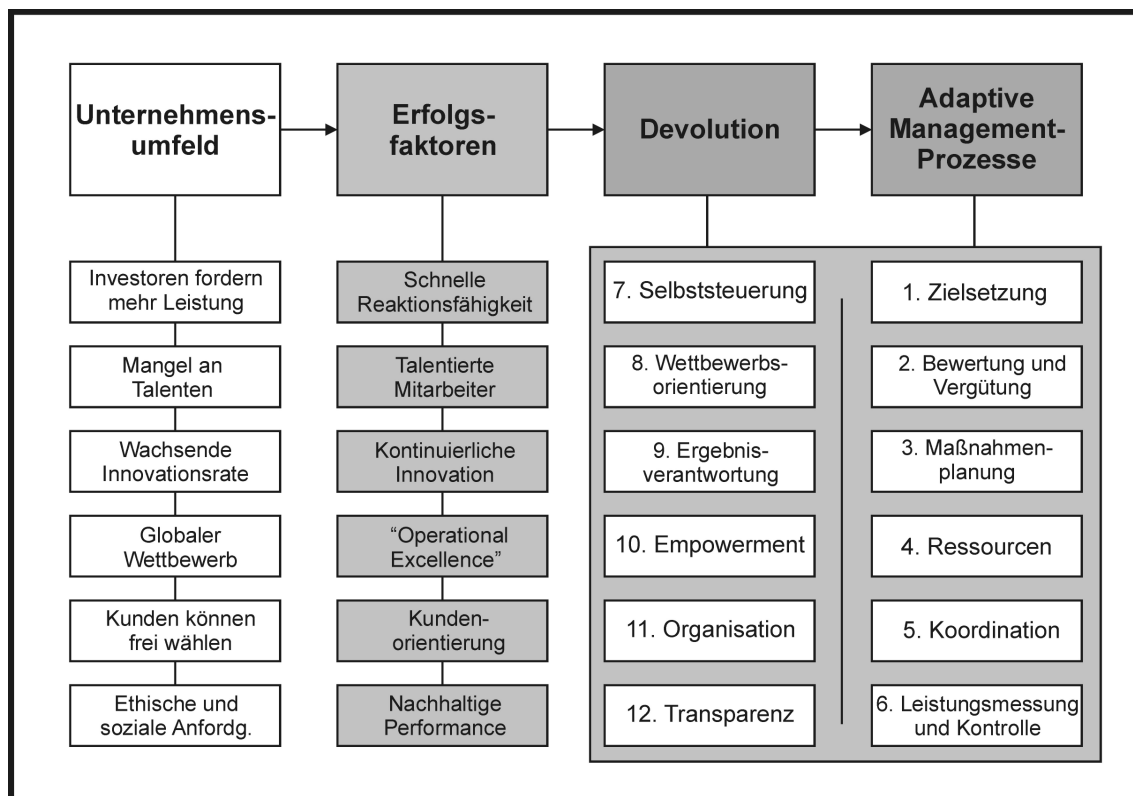 Unternehmens-
umfeld
Erfolgs-
faktoren
Devolution
Adaptive
Management-
Prozesse
Investoren fordern
mehr Leistung
Mangel an
Talenten
Wachsende
Innovationsrate
Globaler
Wettbewerb
Kunden können
frei wählen
Ethische und
soziale Anfordg.
Schnelle
Reaktionsfähigkeit
Talentierte
Mitarbeiter
Kontinuierliche
Innovation
“Operational
Excellence”
Kunden-
orientierung
Nachhaltige
Performance
7. Selbststeuerung
8. Wettbewerbs-
orientierung
9. Ergebnis-
verantwortung
10. Empowerment
11. Organisation
12. Transparenz
1. Zielsetzung
2. Bewertung und
Vergütung
3. Maßnahmen-
planung
4. Ressourcen
5. Koordination
6. Leistungsmessung
und Kontrolle